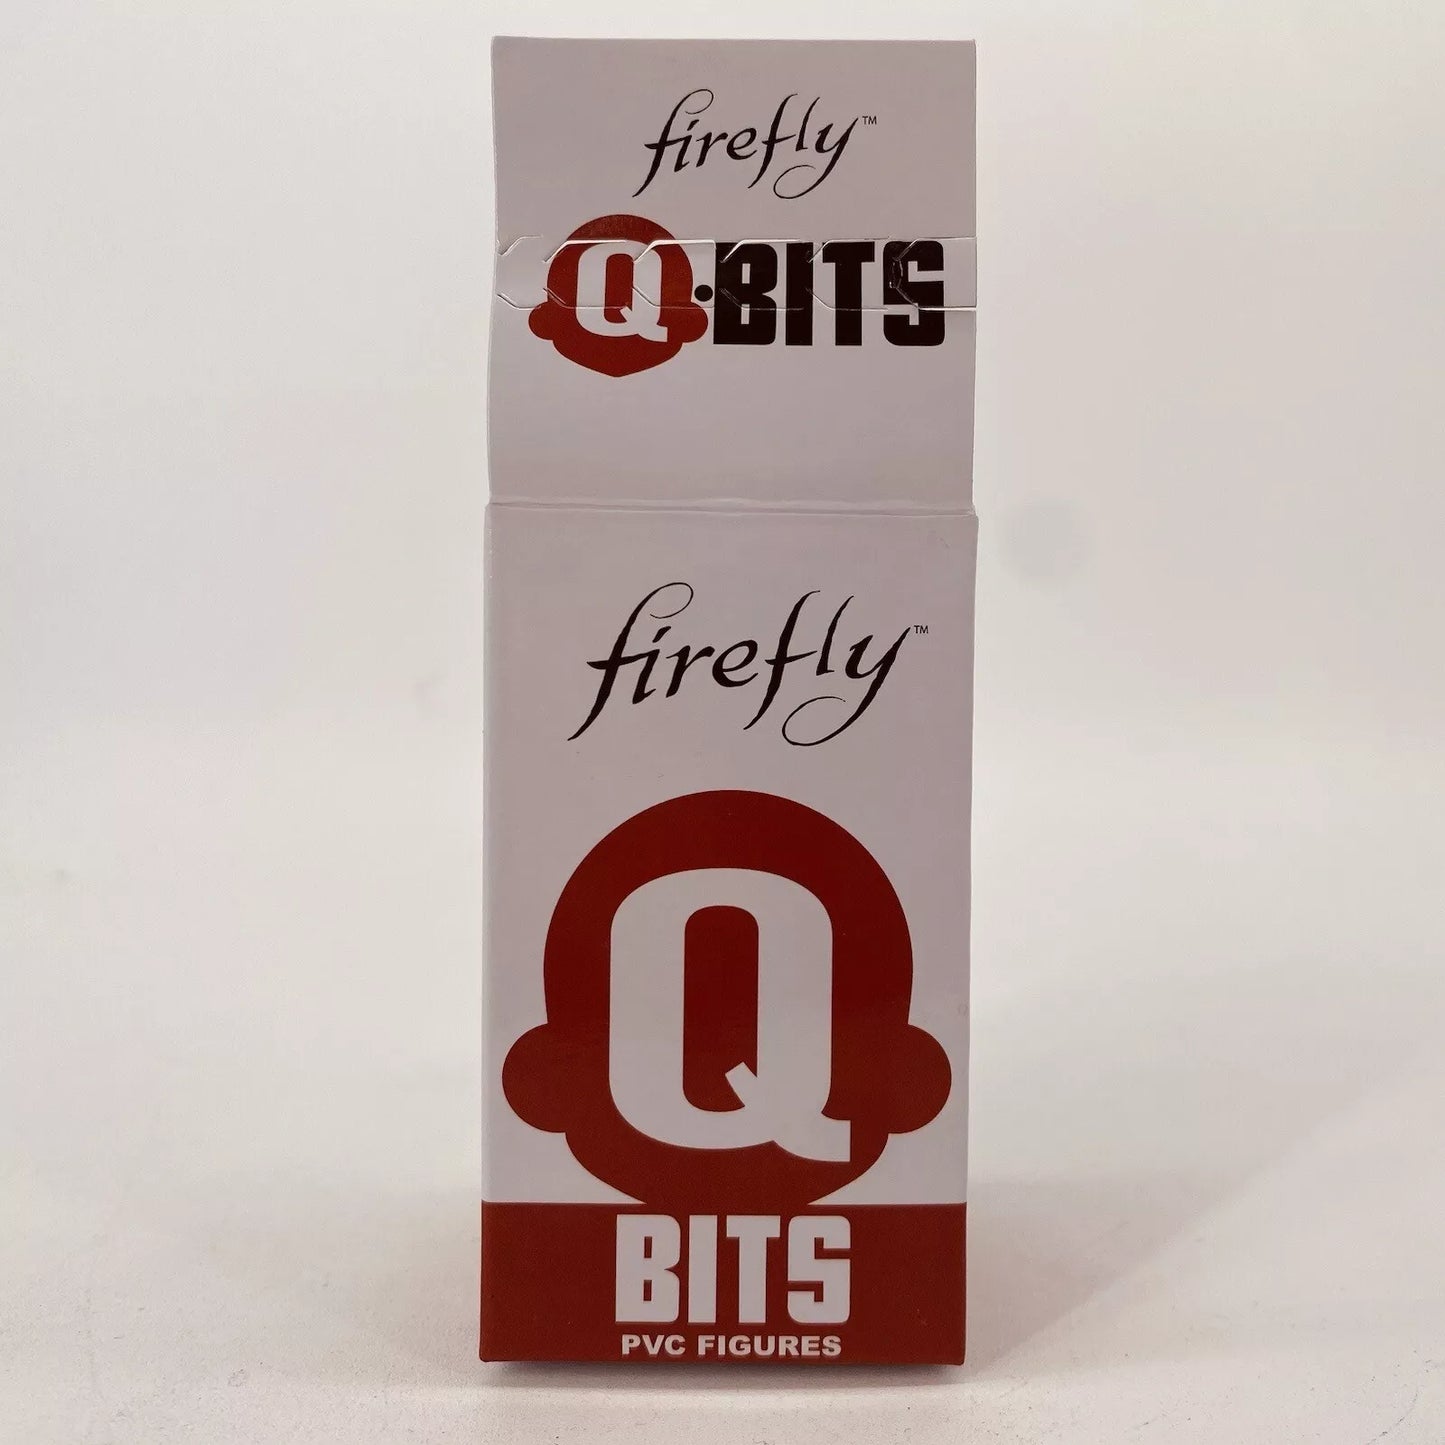 firefly™
Q•BITS
firefly™
Q
BITS
PVC FIGURES